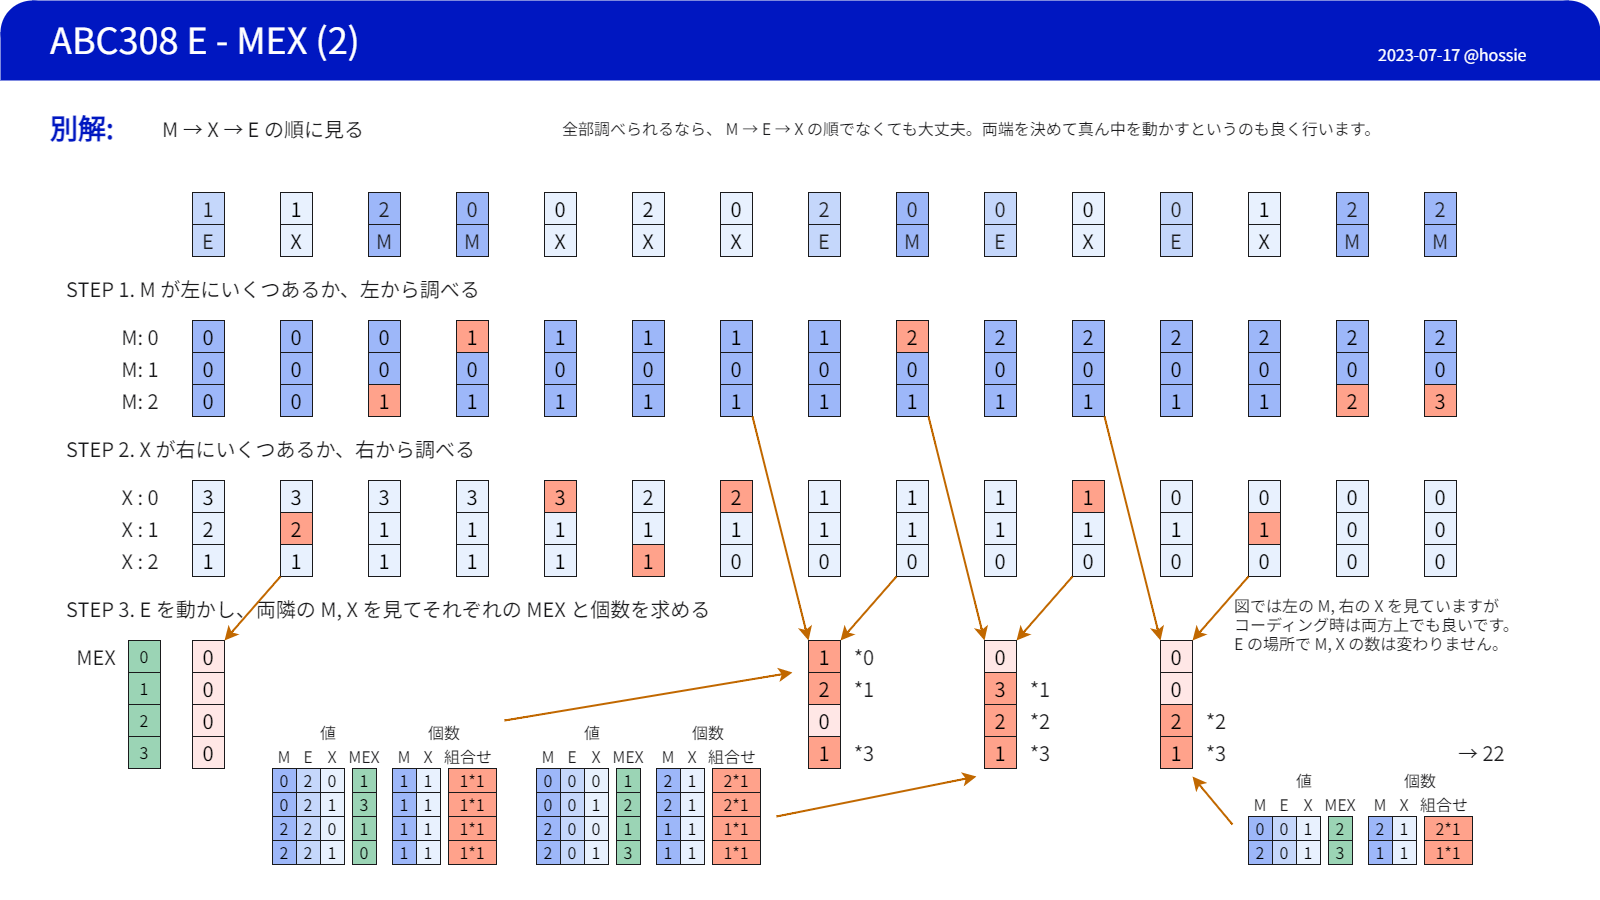 ABC308 E - MEX (2)
2023-07-17 @hossie
別解:
M → X → E の順に見る
全部調べられるなら、 M → E → X の順でなくても大丈夫。両端を決めて真ん中を動かすというのも良く行います。
1 1 2 0 0 2 0 2 0 0 0 0 1 2 2
E X M M X X X E M E X E X M M
STEP 1. M が左にいくつあるか、左から調べる
M: 0 0 0 0 1 1 1 1 1 2 2 2 2 2 2 2
M: 1 0 0 0 0 0 0 0 0 0 0 0 0 0 0 0
M: 2 0 0 1 1 1 1 1 1 1 1 1 1 1 2 3
STEP 2. X が右にいくつあるか、右から調べる
X : 0 3 3 3 3 3 2 2 1 1 1 1 0 0 0 0
X : 1 2 2 1 1 1 1 1 1 1 1 1 1 1 0 0
X : 2 1 1 1 1 1 1 0 0 0 0 0 0 0 0 0
STEP 3. E を動かし、両隣の M, X を見てそれぞれの MEX と個数を求める
図では左の M, 右の X を見ていますが
コーディング時は両方上でも良いです。
E の場所で M, X の数は変わりません。
MEX 0 0 1 *0 0 0
1 0 2 *1 3 *1 0
2 0 0 2 *2 2 *2
3 0 1 *3 1 *3 1 *3
→ 22
値 個数
M E X MEX M X 組合せ
0 2 0 1 1 1 1*1
0 2 1 3 1 1 1*1
2 2 0 1 1 1 1*1
2 2 1 0 1 1 1*1
値 個数
M E X MEX M X 組合せ
0 0 0 1 2 1 2*1
0 0 1 2 2 1 2*1
2 0 0 1 1 1 1*1
2 0 1 3 1 1 1*1
値 個数
M E X MEX M X 組合せ
0 0 1 2 2 1 2*1
2 0 1 3 1 1 1*1